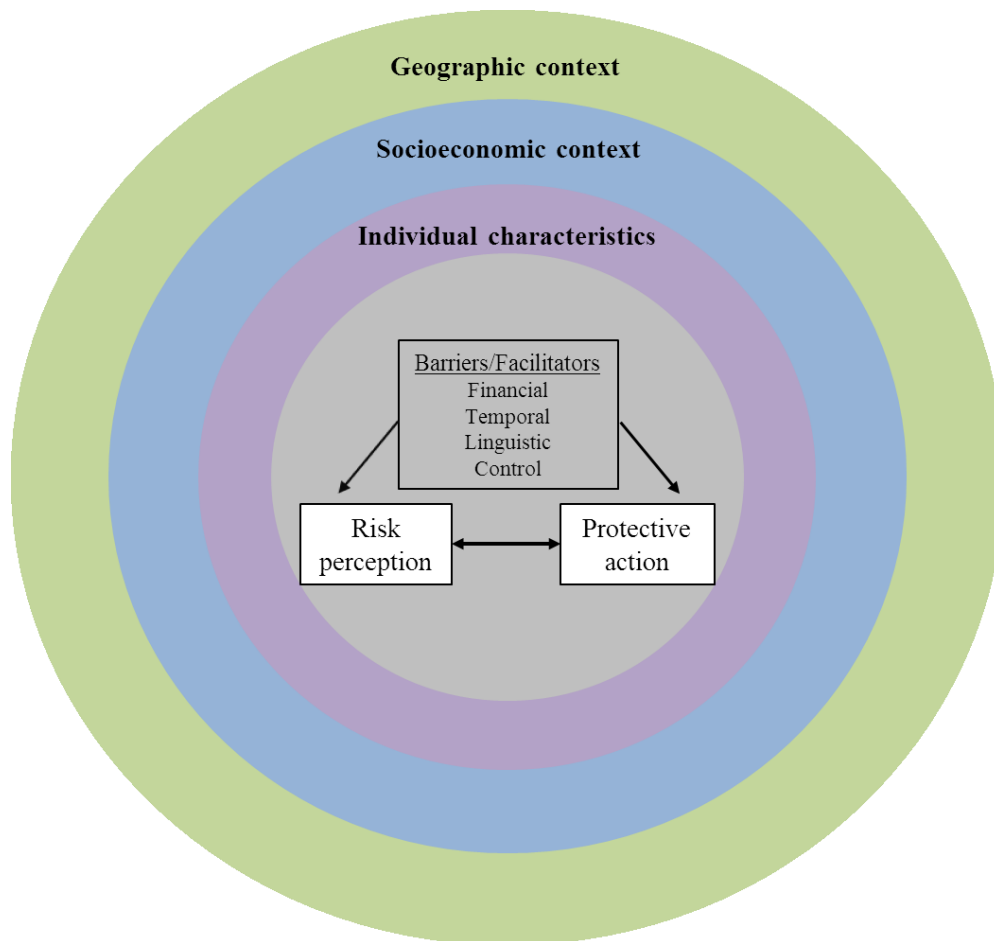 Geographic context
Socioeconomic context
Individual characteristics
Barriers/Facilitators
Financial
Temporal
Linguistic
Control
Risk
perception
Protective
action